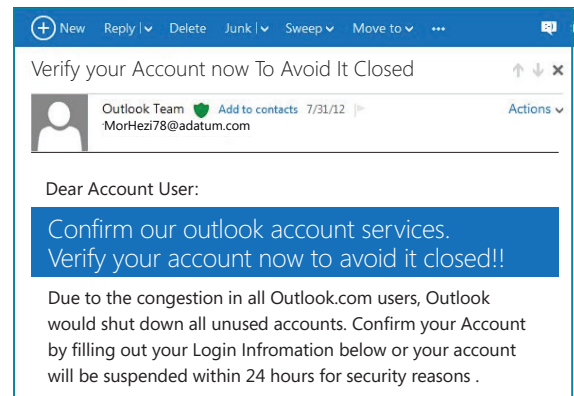 New Reply Delete Junk Sweep Move to •••
Verify your Account now To Avoid It Closed
Outlook Team Add to contacts 7/31/12 Actions
MorHezi78@adatum.com
Dear Account User:
Confirm our outlook account services.
Verify your account now to avoid it closed!!
Due to the congestion in all Outlook.com users, Outlook
would shut down all unused accounts. Confirm your Account
by filling out your Login Infromation below or your account
will be suspended within 24 hours for security reasons .